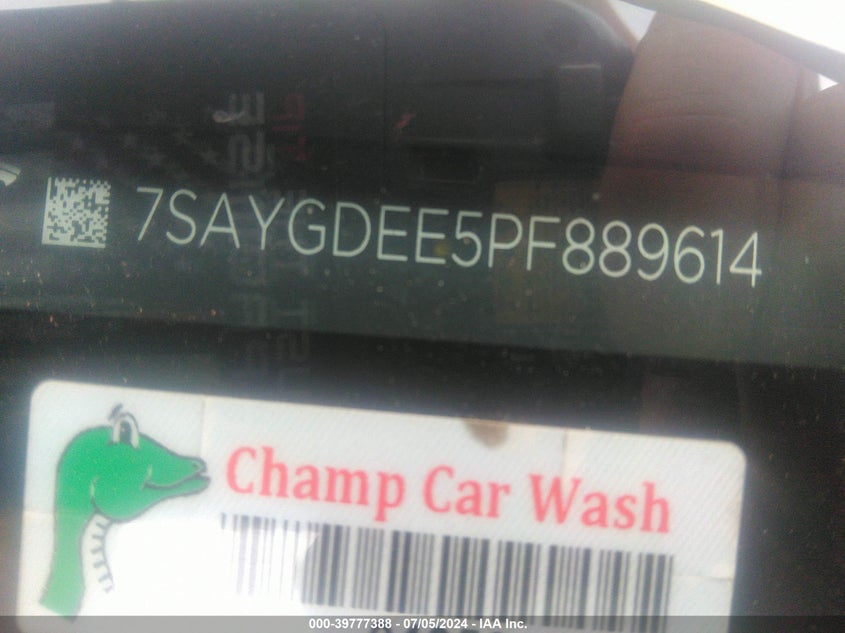 7SAYGDEE5PF889614
Champ Car Wash
000-39777388 - 07/05/2024 - IAA Inc.